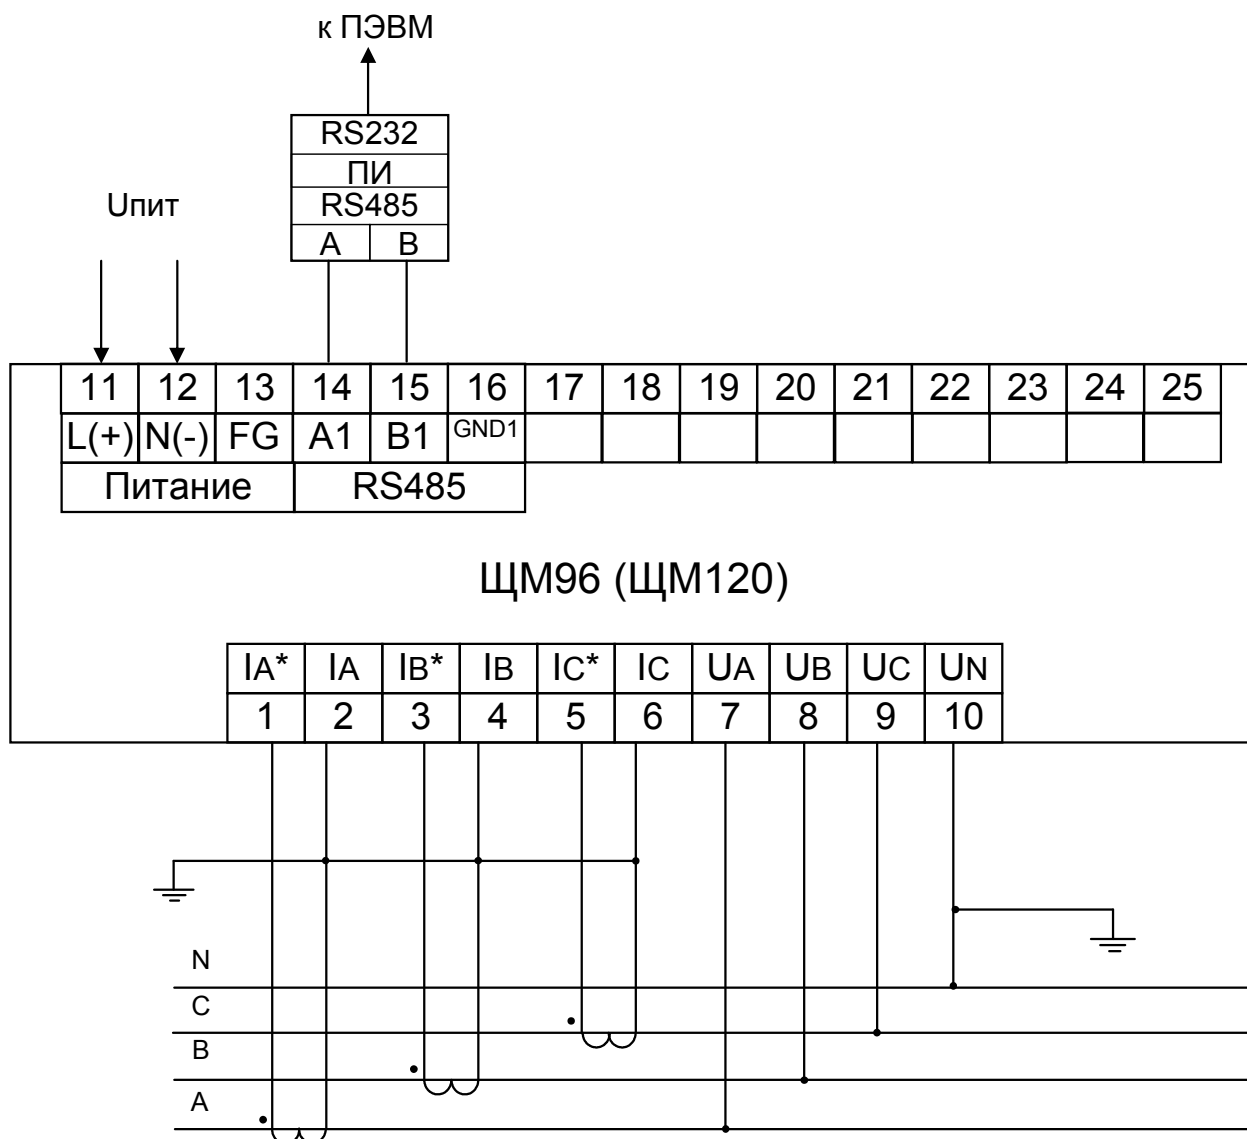 к ПЭВМ
RS232
ПИ
RS485
A B
Uпит
11 12 13 14 15 16 17 18 19 20 21 22 23 24 25
L(+) N(-) FG A1 B1 GND1
Питание RS485
ЩМ96 (ЩМ120)
IA* IA IB* IB IC* IC UA UB UC UN
1 2 3 4 5 6 7 8 9 10
N
C
B
A